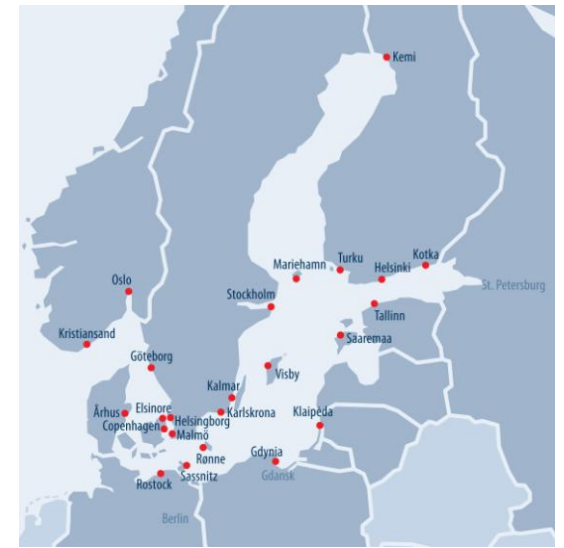 Kemi
Mariehamn
Turku
Helsinki
Kotka
St. Petersburg
Oslo
Stockholm
Tallinn
Kristiansand
Saaremaa
Göteborg
Visby
Kalmar
Århus
Elsinore
Karlskrona
Helsingborg
Klaipeda
Copenhagen
Malmö
Rønne
Gdynia
Sassnitz
Gdansk
Rostock
Berlin